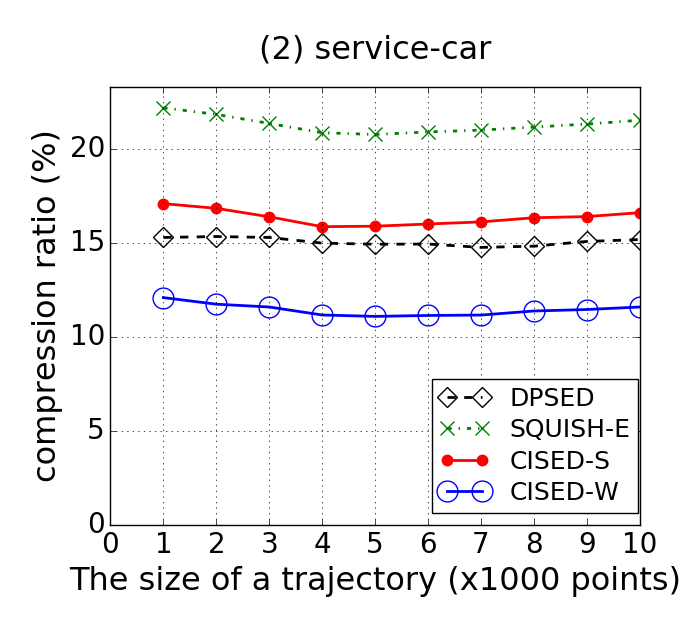 (2) service-car
compression ratio (%)
20
15
10
5
0
0 1 2 3 4 5 6 7 8 9 10
The size of a trajectory (x1000 points)
DPSED
SQUISH-E
CISED-S
CISED-W